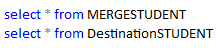 select * from MERGESTUDENT
select * from DestinationSTUDENT